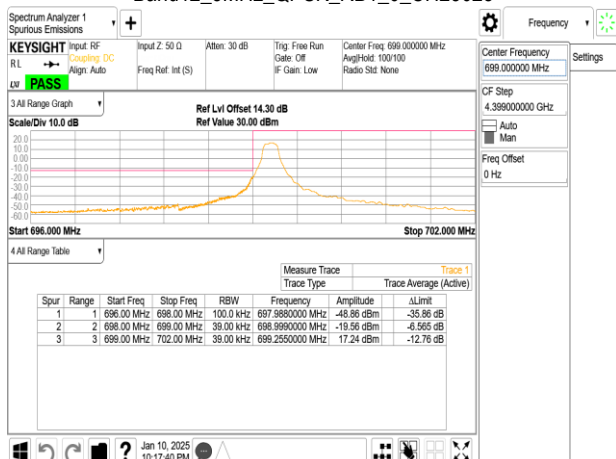 Spectrum Analyzer 1
Spurious Emissions
Frequency
KEYSIGHT Input: RF Input Z: 50 Ω Atten: 30 dB Trig: Free Run Center Freq: 699.000000 MHz
RL Coupling: DC Gate: Off Avg|Hold: 100/100
Align: Auto Freq Ref: Int (S) IF Gain: Low Radio Std: None
PASS
Center Frequency
699.000000 MHz
Settings
CF Step
4.399000000 GHz
Auto
Man
Freq Offset
0 Hz
3 All Range Graph
Ref Lvl Offset 14.30 dB
Scale/Div 10.0 dB Ref Value 30.00 dBm
20.0
10.0
0.00
-10.0
-20.0
-30.0
-40.0
-50.0
-60.0
Start 696.000 MHz Stop 702.000 MHz
4 All Range Table
Measure Trace Trace 1
Trace Type Trace Average (Active)
Spur Range Start Freq Stop Freq RBW Frequency Amplitude ΔLimit
1 1 696.00 MHz 698.00 MHz 100.0 kHz 697.9880000 MHz -48.86 dBm -35.86 dB
2 2 698.00 MHz 699.00 MHz 39.00 kHz 698.9990000 MHz -19.56 dBm -6.565 dB
3 3 699.00 MHz 702.00 MHz 39.00 kHz 699.2550000 MHz 17.24 dBm -12.76 dB
Jan 10, 2025
10:17:40 PM